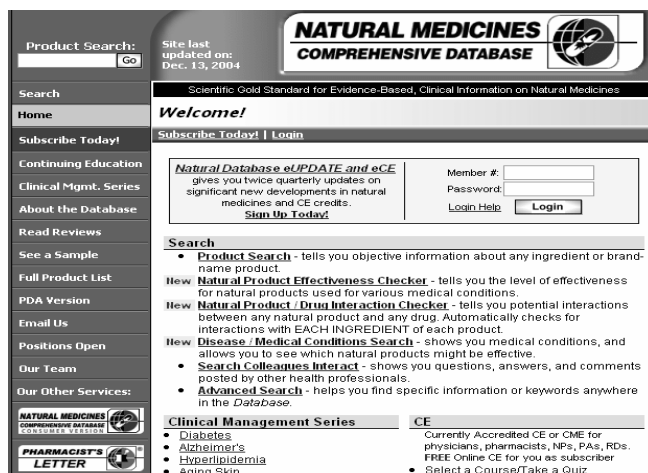 Product Search:
Go
Site last
updated on:
Dec. 13, 2004
NATURAL MEDICINES
COMPREHENSIVE DATABASE
Search
Home
Subscribe Today!
Continuing Education
Clinical Mgmt. Series
About the Database
Read Reviews
See a Sample
Full Product List
PDA Version
Email Us
Positions Open
Our Team
Our Other Services:
NATURAL MEDICINES
COMPREHENSIVE DATABASE
CONSUMER VERSION
PHARMACIST'S
LETTER
Scientific Gold Standard for Evidence-Based, Clinical Information on Natural Medicines
Welcome!
Subscribe Today! | Login
Natural Database eUPDATE and eCE
gives you twice quarterly updates on
significant new developments in natural
medicines and CE credits.
Sign Up Today!
Member #:
Password:
Login Help Login
Search
• Product Search - tells you objective information about any ingredient or brand-
name product.
New Natural Product Effectiveness Checker - tells you the level of effectiveness
for natural products used for various medical conditions.
New Natural Product / Drug Interaction Checker - tells you potential interactions
between any natural product and any drug. Automatically checks for
interactions with EACH INGREDIENT of each product.
New Disease / Medical Conditions Search - shows you medical conditions, and
allows you to see which natural products might be effective.
• Search Colleagues Interact - shows you questions, answers, and comments
posted by other health professionals.
• Advanced Search - helps you find specific information or keywords anywhere
in the Database.
Clinical Management Series
• Diabetes
• Alzheimer's
• Hyperlipidemia
• Aging Skin
CE
Currently Accredited CE or CME for
physicians, pharmacists, NPs, PAs, RDs.
FREE Online CE for you as subscriber
• Select a Course/Take a Quiz